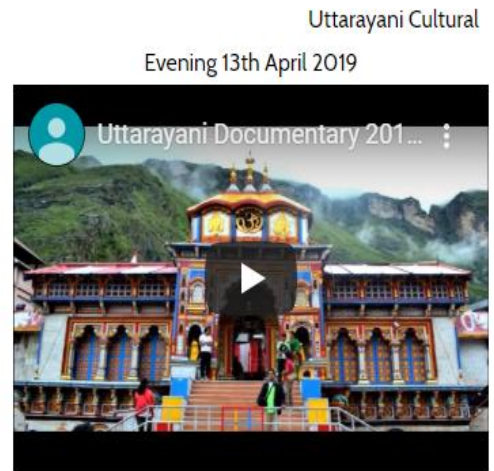 Uttarayani Cultural
Evening 13th April 2019
Uttarayani Documentary 201...